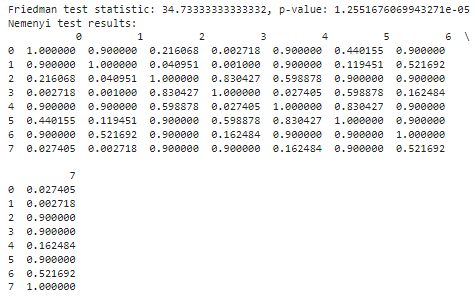 Friedman test statistic: 34.73333333333332, p-value: 1.2551676069943271e-05
Nemenyi test results:
          0         1         2         3         4         5         6  \
0  1.000000  0.900000  0.216068  0.002718  0.900000  0.440155  0.900000
1  0.900000  1.000000  0.040951  0.001000  0.900000  0.119451  0.521692
2  0.216068  0.040951  1.000000  0.830427  0.598878  0.900000  0.900000
3  0.002718  0.001000  0.830427  1.000000  0.027405  0.598878  0.162484
4  0.900000  0.900000  0.598878  0.027405  1.000000  0.830427  0.900000
5  0.440155  0.119451  0.900000  0.598878  0.830427  1.000000  0.900000
6  0.900000  0.521692  0.900000  0.162484  0.900000  0.900000  1.000000
7  0.027405  0.002718  0.900000  0.900000  0.162484  0.900000  0.521692
          7
0  0.027405
1  0.002718
2  0.900000
3  0.900000
4  0.162484
5  0.900000
6  0.521692
7  1.000000